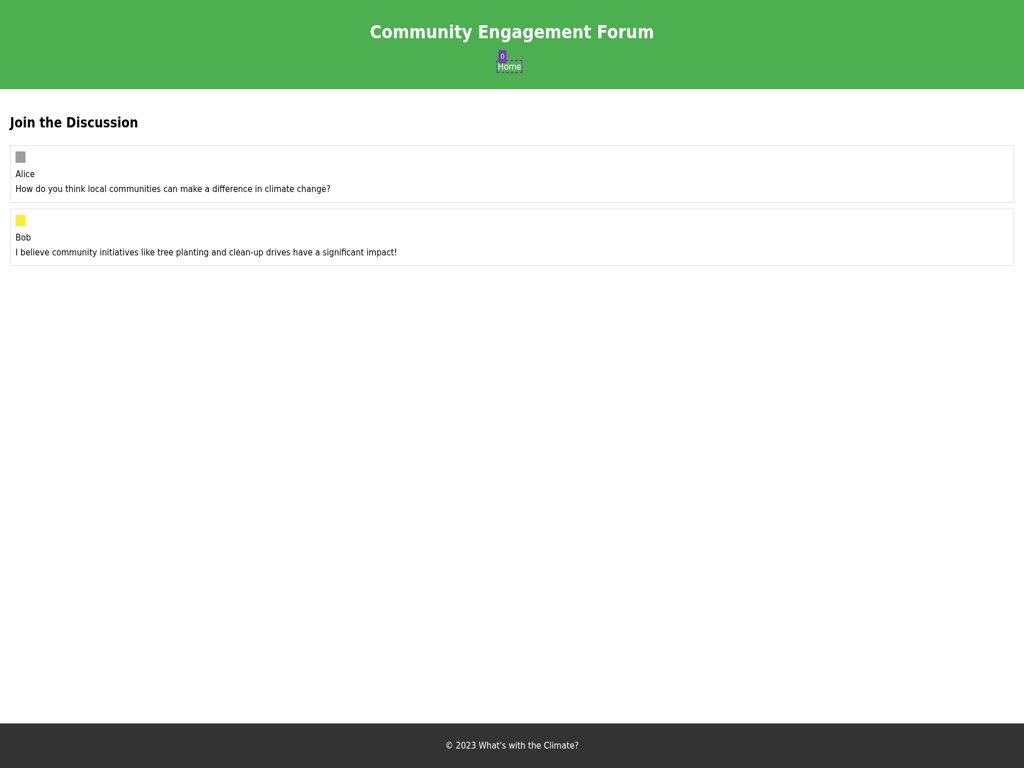 Community Engagement Forum
0
Home
Join the Discussion
Alice
How do you think local communities can make a difference in climate change?
Bob
I believe community initiatives like tree planting and clean-up drives have a significant impact!
© 2023 What's with the Climate?